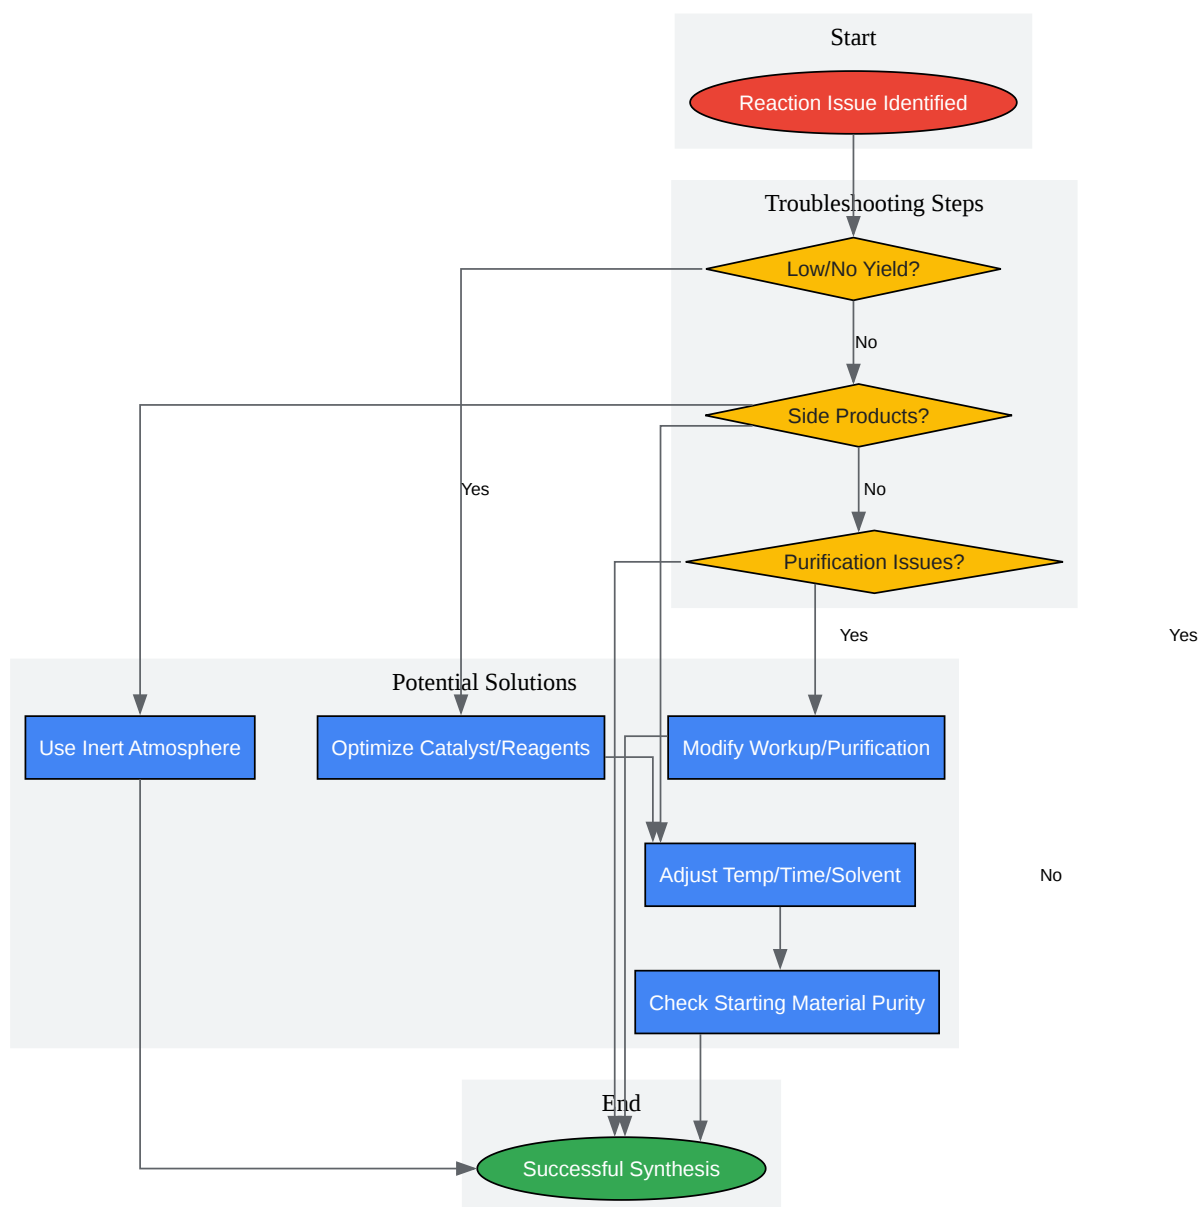 Start
Reaction Issue Identified
Troubleshooting Steps
Low/No Yield?
No
Side Products?
Yes
No
Purification Issues?
Yes
Yes
Potential Solutions
Use Inert Atmosphere
Optimize Catalyst/Reagents
Modify Workup/Purification
Adjust Temp/Time/Solvent
No
Check Starting Material Purity
End
Successful Synthesis